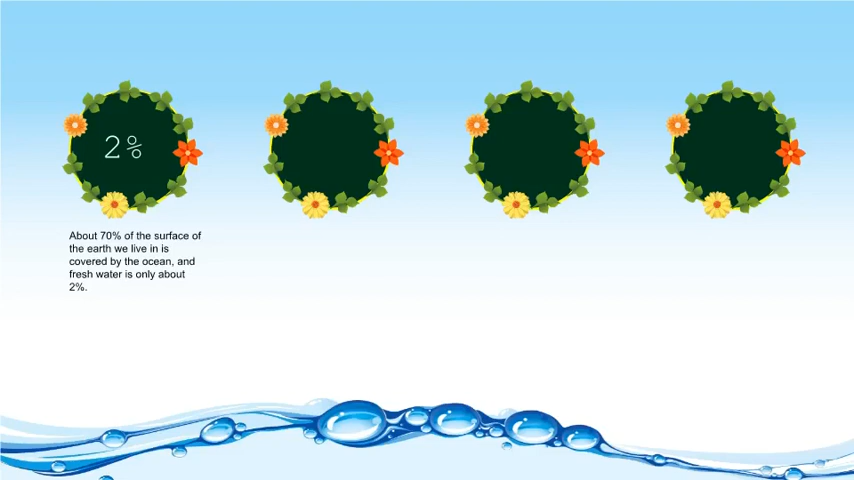 2%
About 70% of the surface of
the earth we live in is
covered by the ocean, and
fresh water is only about
2%.